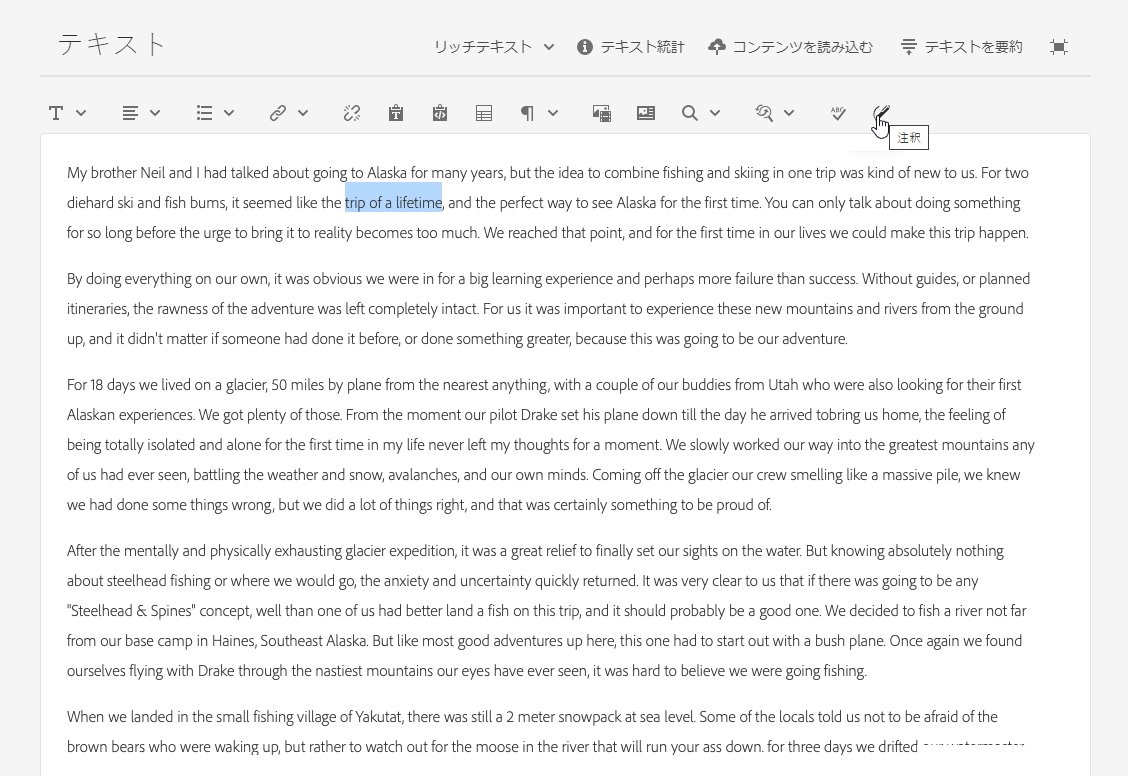 テキスト
リッチテキスト テキスト統計 コンテンツを読み込む テキストを要約
ABC
注釈
My brother Neil and I had talked about going to Alaska for many years, but the idea to combine fishing and skiing in one trip was kind of new to us. For two
diehard ski and fish bums, it seemed like the trip of a lifetime, and the perfect way to see Alaska for the first time. You can only talk about doing something
for so long before the urge to bring it to reality becomes too much. We reached that point, and for the first time in our lives we could make this trip happen.
By doing everything on our own, it was obvious we were in for a big learning experience and perhaps more failure than success. Without guides, or planned
itineraries, the rawness of the adventure was left completely intact. For us it was important to experience these new mountains and rivers from the ground
up, and it didn't matter if someone had done it before, or done something greater, because this was going to be our adventure.
For 18 days we lived on a glacier, 50 miles by plane from the nearest anything, with a couple of our buddies from Utah who were also looking for their first
Alaskan experiences. We got plenty of those. From the moment our pilot Drake set his plane down till the day he arrived tobring us home, the feeling of
being totally isolated and alone for the first time in my life never left my thoughts for a moment. We slowly worked our way into the greatest mountains any
of us had ever seen, battling the weather and snow, avalanches, and our own minds. Coming off the glacier our crew smelling like a massive pile, we knew
we had done some things wrong, but we did a lot of things right, and that was certainly something to be proud of.
After the mentally and physically exhausting glacier expedition, it was a great relief to finally set our sights on the water. But knowing absolutely nothing
about steelhead fishing or where we would go, the anxiety and uncertainty quickly returned. It was very clear to us that if there was going to be any
"Steelhead & Spines" concept, well than one of us had better land a fish on this trip, and it should probably be a good one. We decided to fish a river not far
from our base camp in Haines, Southeast Alaska. But like most good adventures up here, this one had to start out with a bush plane. Once again we found
ourselves flying with Drake through the nastiest mountains our eyes have ever seen, it was hard to believe we were going fishing.
When we landed in the small fishing village of Yakutat, there was still a 2 meter snowpack at sea level. Some of the locals told us not to be afraid of the
brown bears who were waking up, but rather to watch out for the moose in the river that will run your ass down. for three days we drifted